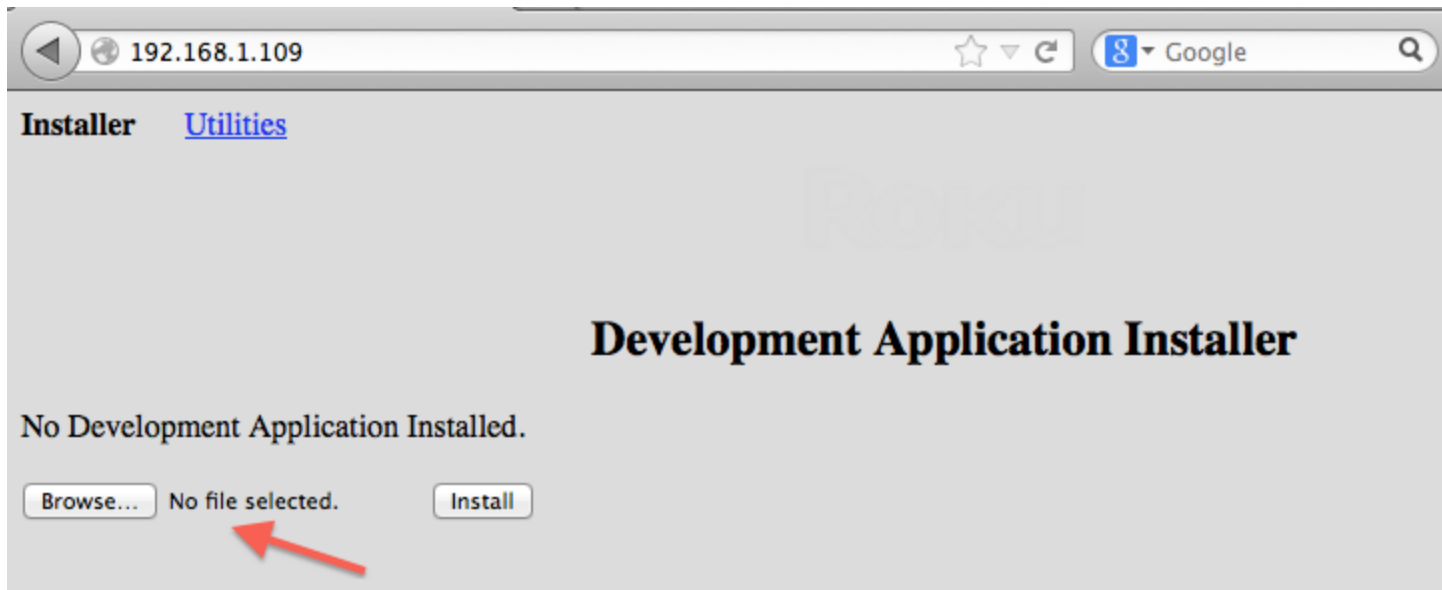 192.168.1.109
Google
Installer Utilities
Roku
Development Application Installer
No Development Application Installed.
Browse... No file selected. Install